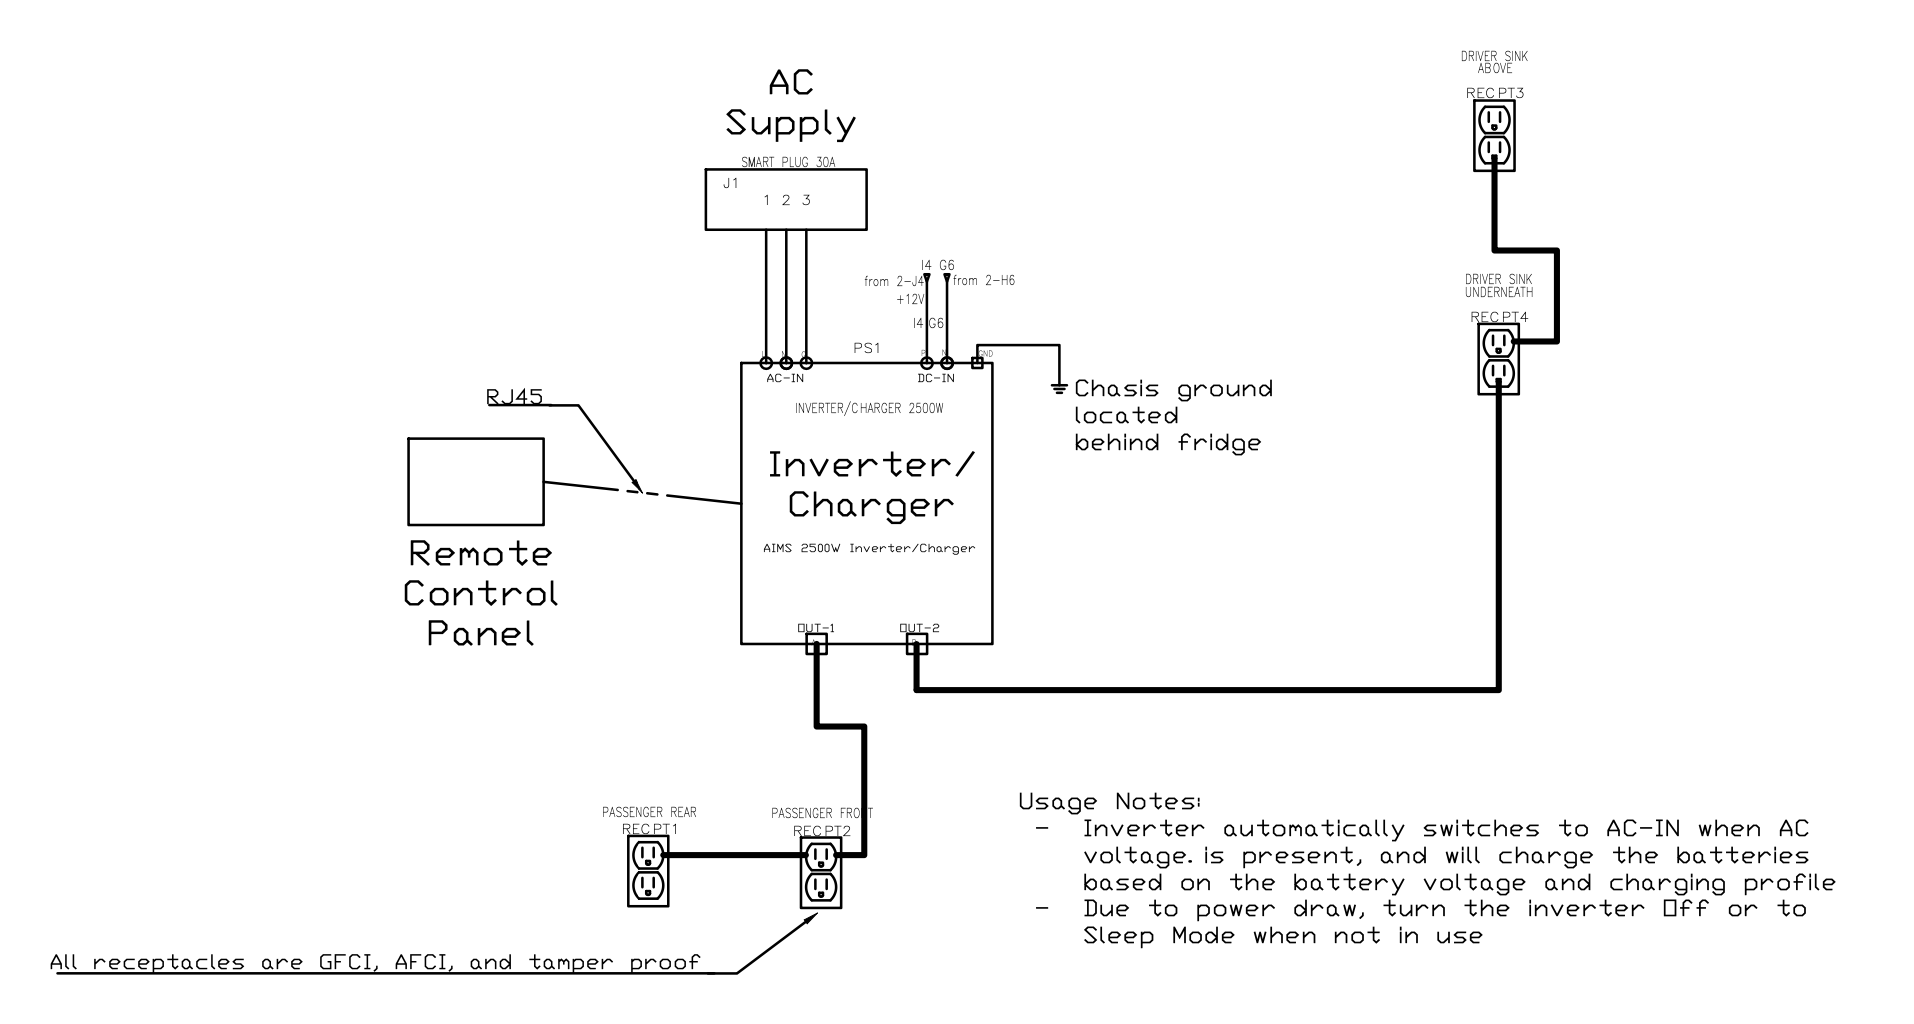 AC
Supply
SMART PLUG 30A
J1
1 2 3
DRIVER SINK
ABOVE
RECPT3
I4 G6
from 2-J4
from 2-H6
+12V
I4 G6
DRIVER SINK
UNDERNEATH
RECPT4
PS1
GND
AC-IN
DC-IN
INVERTER/CHARGER 2500W
Chasis ground
located
behind fridge
RJ45
Inverter/
Charger
AIMS 2500W Inverter/Charger
Remote
Control
Panel
OUT-1
OUT-2
PASSENGER REAR
RECPT1
PASSENGER FRONT
RECPT2
Usage Notes:
- Inverter automatically switches to AC-IN when AC
voltage. is present, and will charge the batteries
based on the battery voltage and charging profile
- Due to power draw, turn the inverter Off or to
Sleep Mode when not in use
All receptacles are GFCI, AFCI, and tamper proof